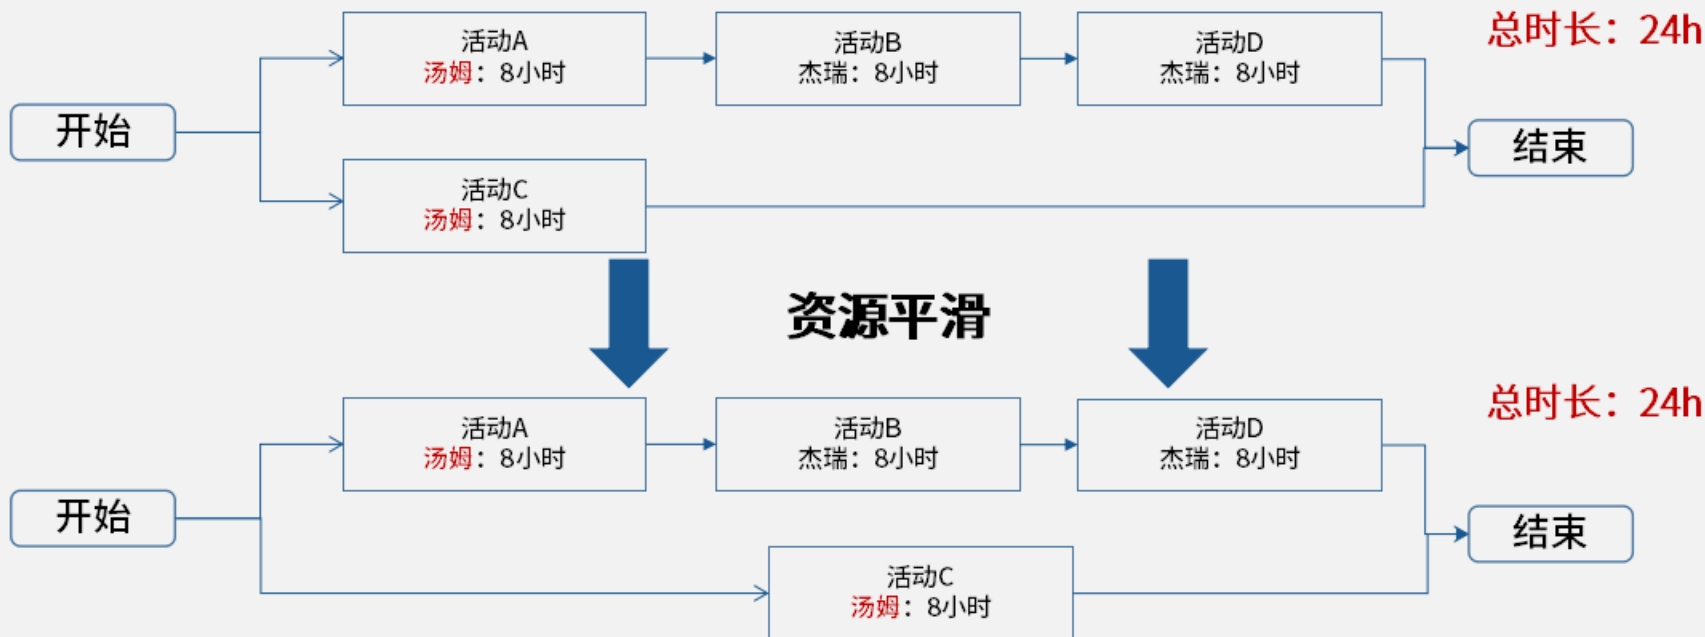 活动A
汤姆：8小时
活动B
杰瑞：8小时
活动D
杰瑞：8小时
总时长：24h
开始
结束
活动C
汤姆：8小时
资源平滑
活动A
汤姆：8小时
活动B
杰瑞：8小时
活动D
杰瑞：8小时
总时长：24h
开始
结束
活动C
汤姆：8小时